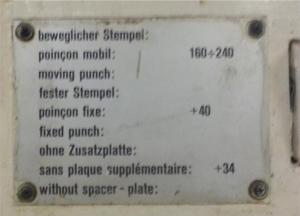 beweglicher Stempel:
poinçon mobil: 160÷240
moving punch:
fester Stempel:
poinçon fixe: +40
fixed punch:
ohne Zusatzplatte:
sans plaque supplémentaire: +34
without spacer - plate: